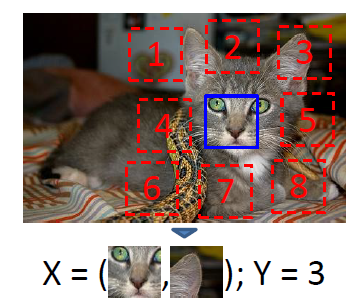 1 2 3
4 5
6 7 8
X = ( , ); Y = 3